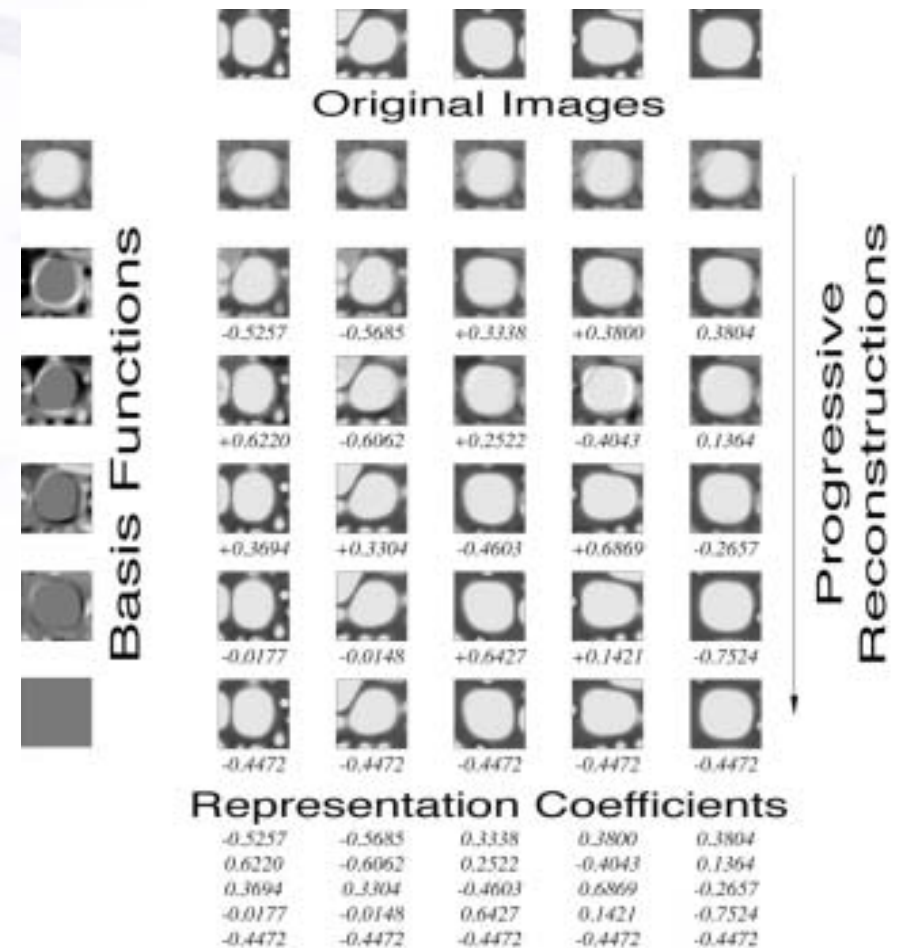 Original Images
Basis Functions
Progressive
Reconstructions
-0.5257 -0.5685 +0.3338 +0.3800 0.3804
+0.6220 -0.6062 +0.2522 -0.4043 0.1364
+0.3694 +0.3304 -0.4603 +0.6869 -0.2657
-0.0177 -0.0148 +0.6427 +0.1421 -0.7524
-0.4472 -0.4472 -0.4472 -0.4472 -0.4472
Representation Coefficients
-0.5257 -0.5685 0.3338 0.3800 0.3804
0.6220 -0.6062 0.2522 -0.4043 0.1364
0.3694 0.3304 -0.4603 0.6869 -0.2657
-0.0177 -0.0148 0.6427 0.1421 -0.7524
-0.4472 -0.4472 -0.4472 -0.4472 -0.4472